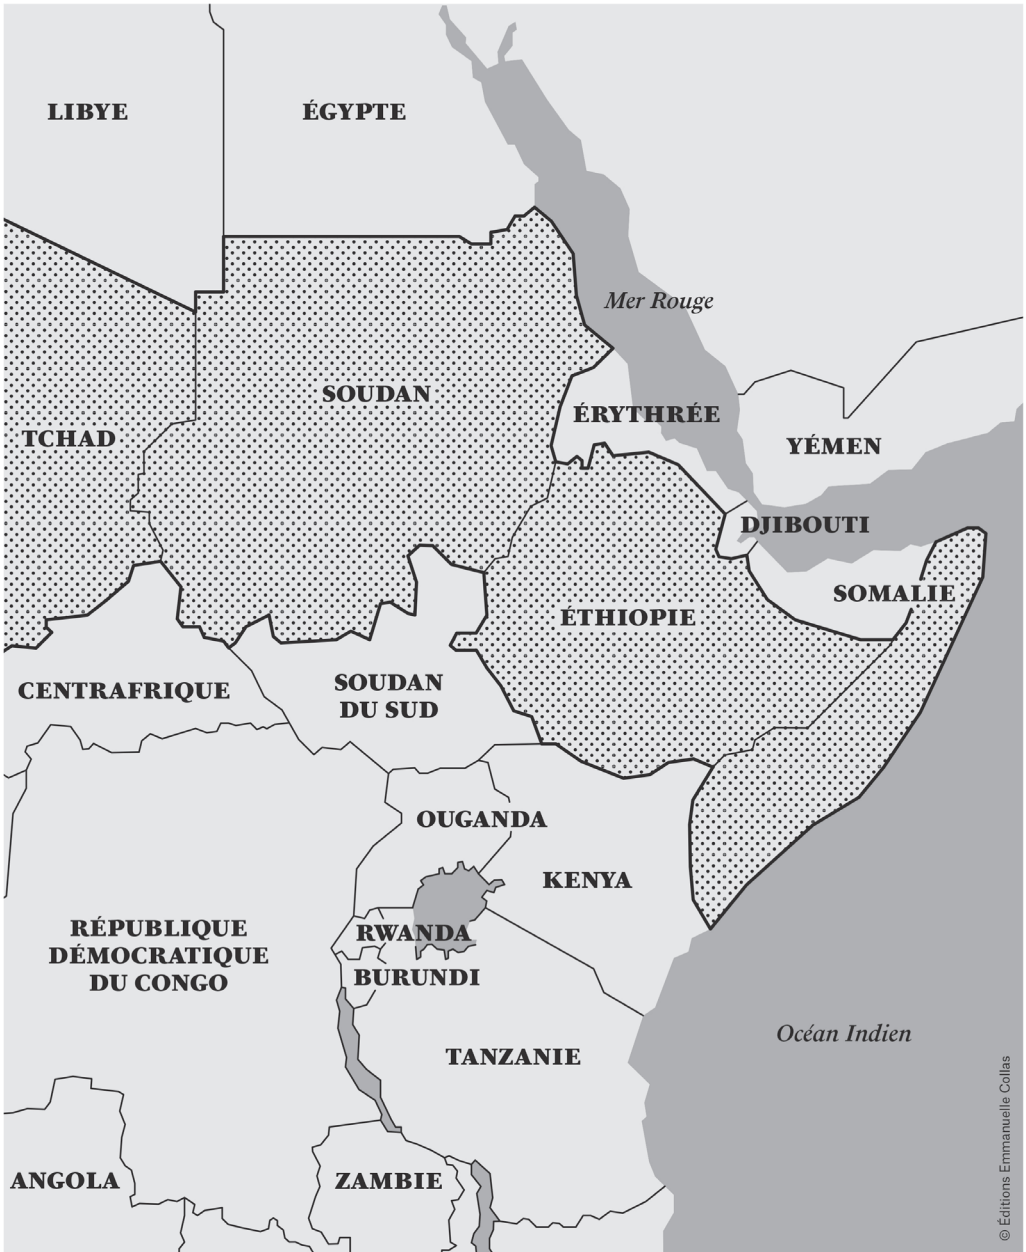 LIBYE
ÉGYPTE
Mer Rouge
SOUDAN
ÉRYTHRÉE
TCHAD
YÉMEN
DJIBOUTI
SOMALIE
ÉTHIOPIE
CENTRAFRIQUE
SOUDAN
DU SUD
OUGANDA
KENYA
RÉPUBLIQUE
DÉMOCRATIQUE
DU CONGO
RWANDA
BURUNDI
Océan Indien
TANZANIE
ANGOLA
ZAMBIE
© Éditions Emmanuelle Collas